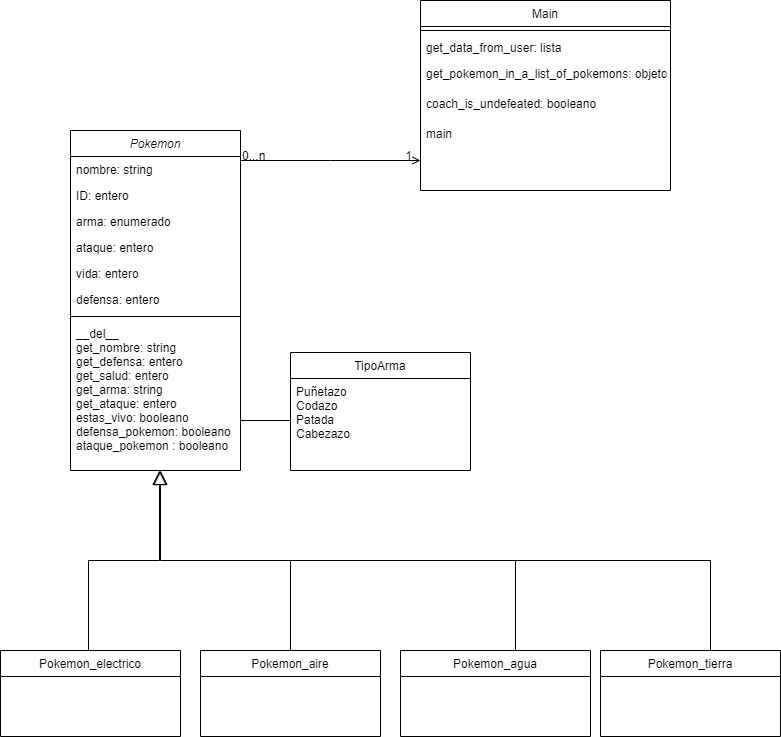 Main
get_data_from_user: lista
get_pokemon_in_a_list_of_pokemons: objeto
coach_is_undefeated: booleano
main
Pokemon
0...n
1
nombre: string
ID: entero
arma: enumerado
ataque: entero
vida: entero
defensa: entero
__del__
get_nombre: string
get_defensa: entero
get_salud: entero
get_arma: string
get_ataque: entero
estas_vivo: booleano
defensa_pokemon: booleano
ataque_pokemon : booleano
TipoArma
Puñetazo
Codazo
Patada
Cabezazo
Pokemon_electrico
Pokemon_aire
Pokemon_agua
Pokemon_tierra